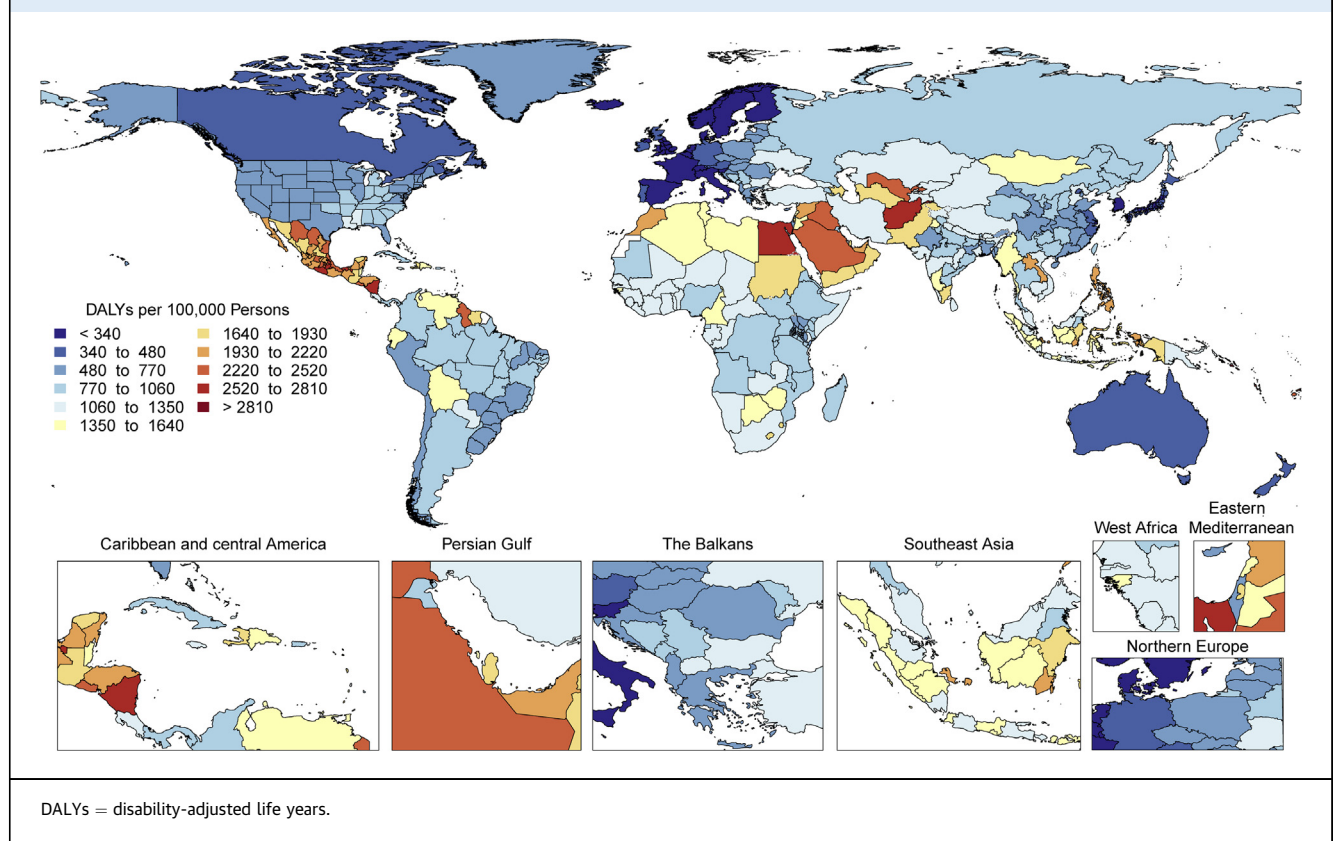 DALYs per 100,000 Persons
< 340
340 to 480
480 to 770
770 to 1060
1060 to 1350
1350 to 1640
1640 to 1930
1930 to 2220
2220 to 2520
2520 to 2810
> 2810
Caribbean and central America
Persian Gulf
The Balkans
Southeast Asia
West Africa
Eastern
Mediterranean
Northern Europe
DALYs = disability-adjusted life years.